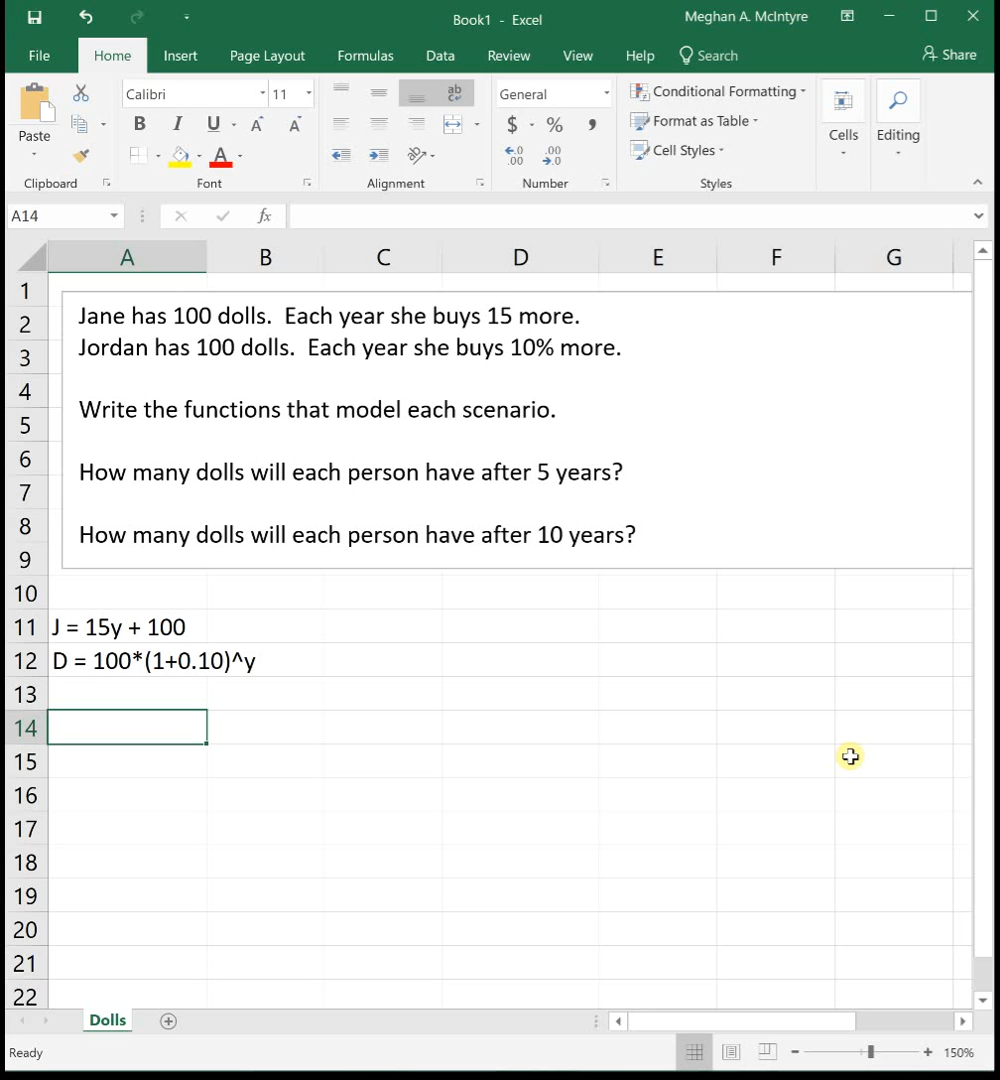 Book1 - Excel
Meghan A. McIntyre
File Home Insert Page Layout Formulas Data Review View Help Search Share
Paste
Calibri 11
B I U A A
A
ab
General
$ % ,
.0 .00
.00 .0
Conditional Formatting
Format as Table
Cell Styles
Cells
Editing
Clipboard Font Alignment Number Styles
A14 fx
A B C D E F G
1
2
3
4
5
6
7
8
9
Jane has 100 dolls. Each year she buys 15 more.
Jordan has 100 dolls. Each year she buys 10% more.
Write the functions that model each scenario.
How many dolls will each person have after 5 years?
How many dolls will each person have after 10 years?
10
11 J = 15y + 100
12 D = 100*(1+0.10)^y
13
14
15
16
17
18
19
20
21
22
Dolls
Ready
150%